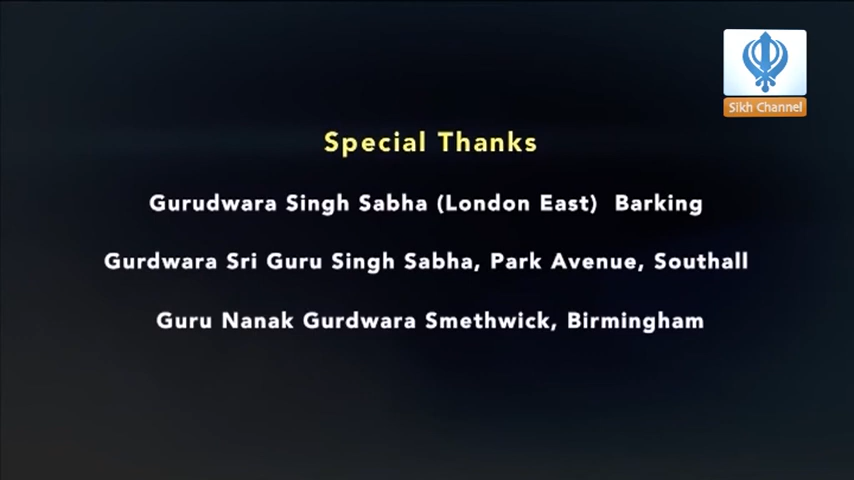 Sikh Channel
Special Thanks
Gurudwara Singh Sabha (London East) Barking
Gurdwara Sri Guru Singh Sabha, Park Avenue, Southall
Guru Nanak Gurdwara Smethwick, Birmingham